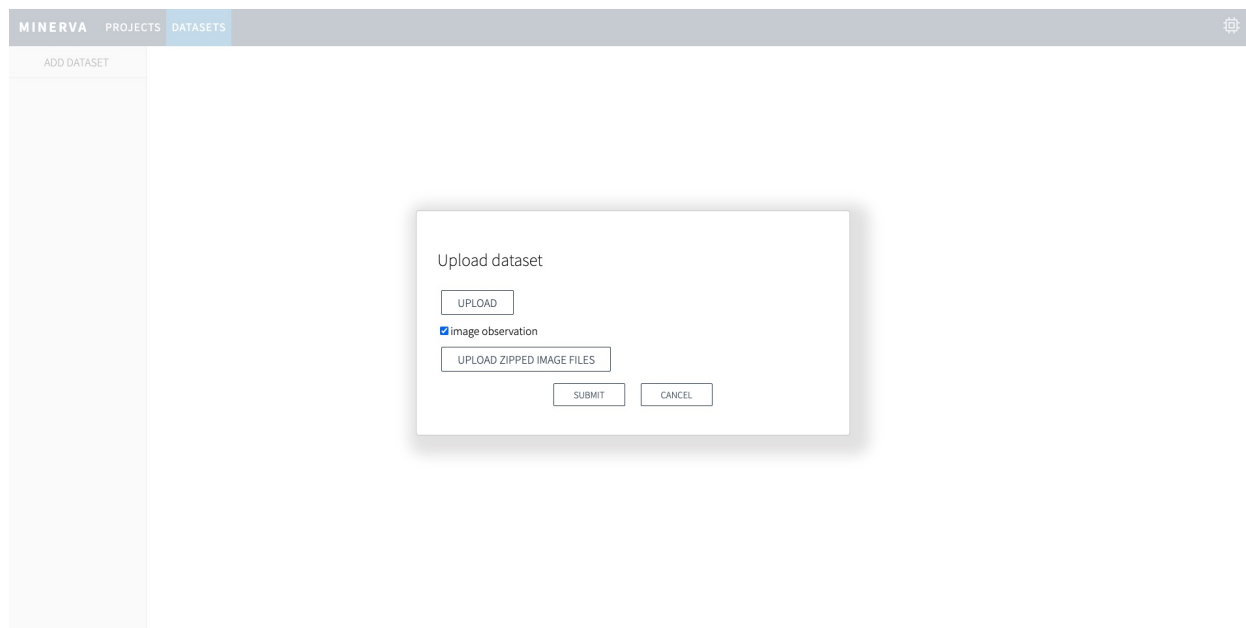 MINERVA PROJECTS DATASETS
ADD DATASET
Upload dataset
UPLOAD
image observation
UPLOAD ZIPPED IMAGE FILES
SUBMIT CANCEL